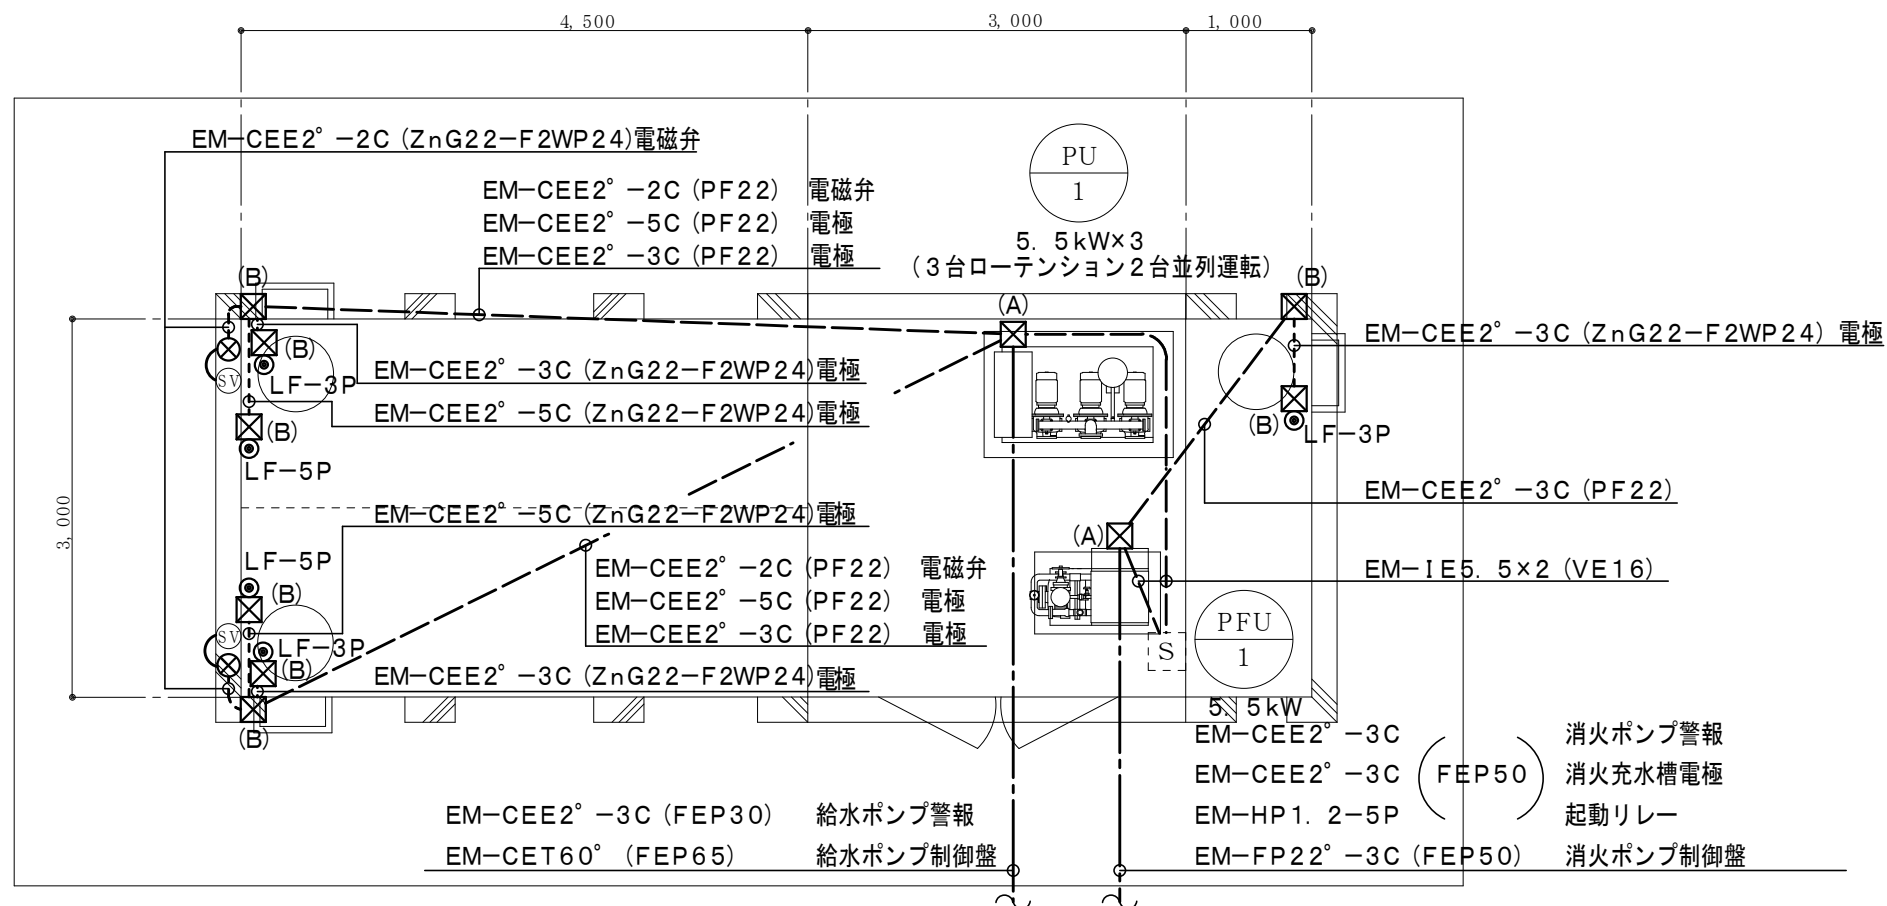 4,500
3,000
1,000
EM−CEE2°−2C(ZnG22−F2WP24)電磁弁
PU
1
EM−CEE2°−2C(PF22) 電磁弁
EM−CEE2°−5C(PF22) 電極
EM−CEE2°−3C(PF22) 電極
5.5kW×3
(3台ローテンション2台並列運転)
(B)
(A)
(B)
EM−CEE2°−3C(ZnG22−F2WP24)電極
(B)
SV
LF−3P
EM−CEE2°−3C(ZnG22−F2WP24)電極
EM−CEE2°−5C(ZnG22−F2WP24)電極
(B)
LF−5P
(B)
LF−3P
EM−CEE2°−3C(PF22)
3,000
EM−CEE2°−5C(ZnG22−F2WP24)電極
(A)
LF−5P
EM−CEE2°−2C(PF22) 電磁弁
EM−CEE2°−5C(PF22) 電極
EM−CEE2°−3C(PF22) 電極
EM−IE5.5×2(VE16)
(B)
SV
LF−3P
(B)
S
PFU
1
EM−CEE2°−3C(ZnG22−F2WP24)電極
(B)
5.5kW
EM−CEE2°−3C 消火ポンプ警報
EM−CEE2°−3C (FEP50) 消火充水槽電極
EM−HP1.2−5P 起動リレー
EM−FP22°−3C(FEP50) 消火ポンプ制御盤
EM−CEE2°−3C(FEP30) 給水ポンプ警報
EM−CET60°(FEP65) 給水ポンプ制御盤